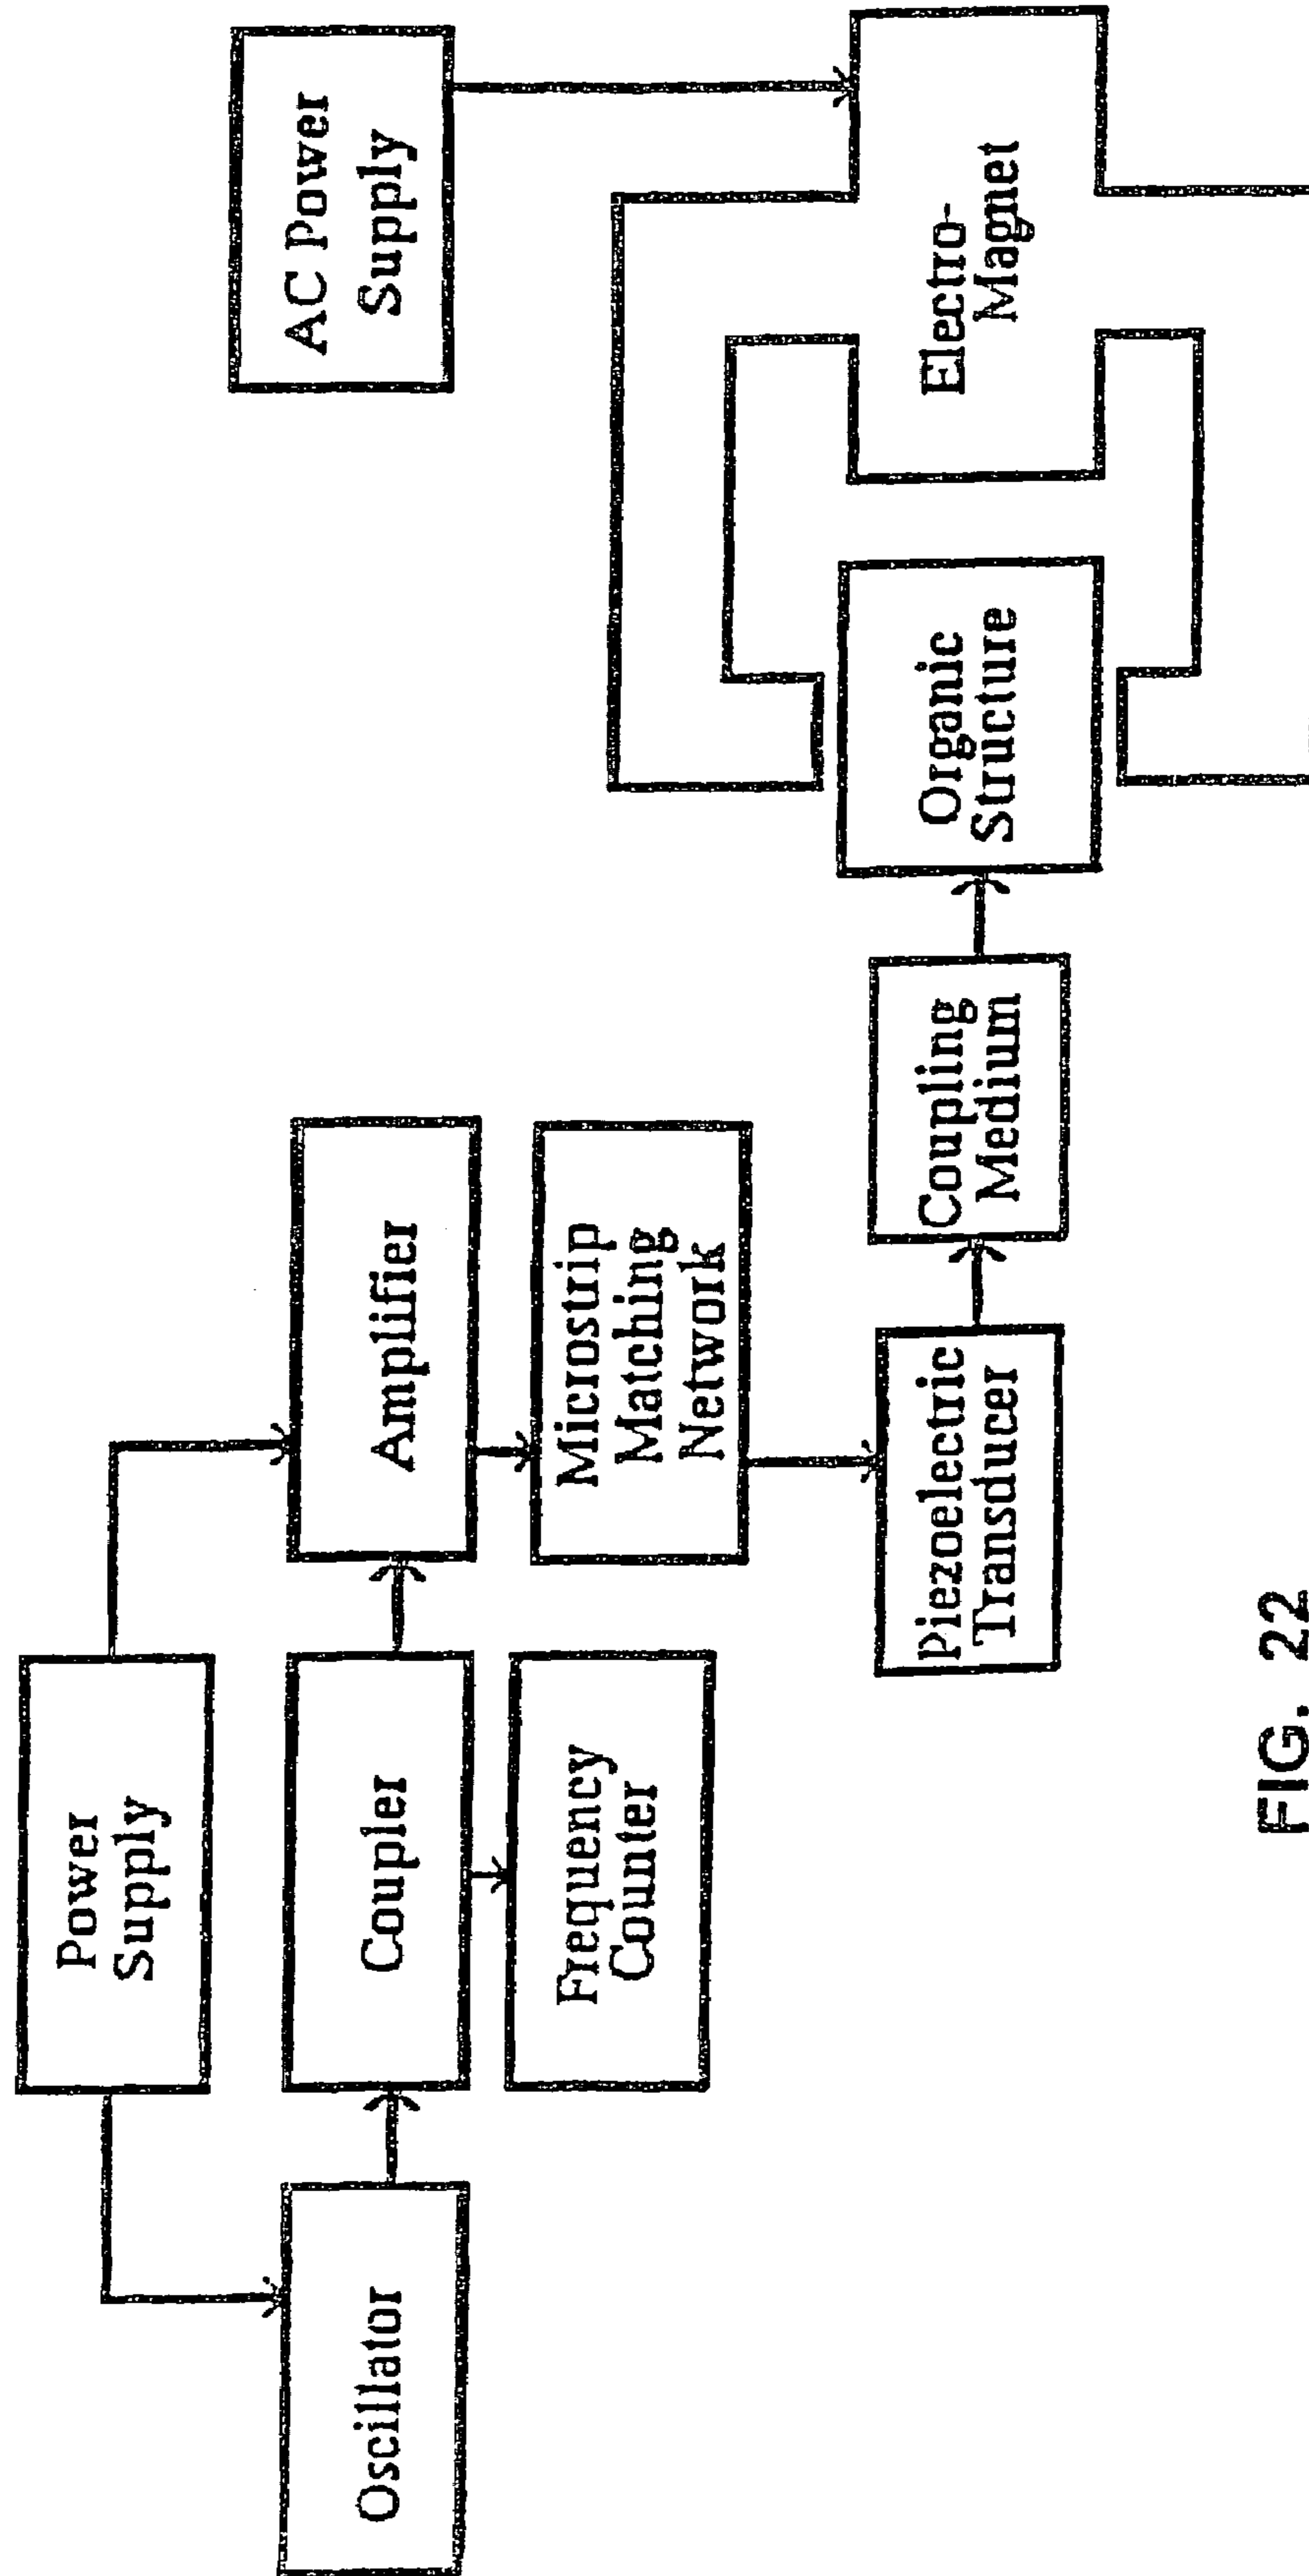 Power
Supply
AC Power
Supply
Oscillator
Coupler
Amplifier
Frequency
Counter
Microstrip
Matching
Network
Piezoelectric
Transducer
Coupling
Medium
Organic
Structure
Electro-
Magnet
FIG. 22